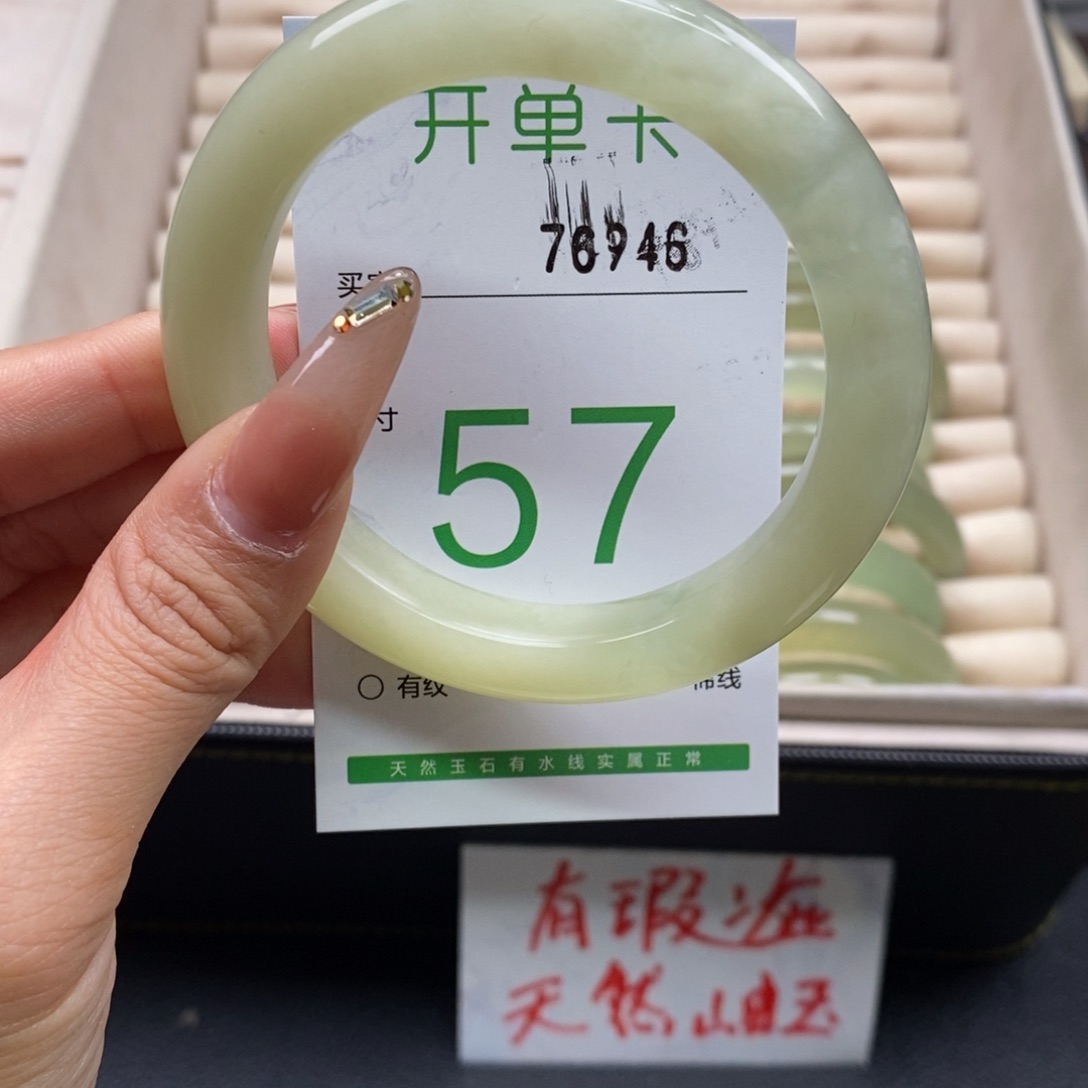 开单卡
76946
买家
寸
57
有纹
线
天然玉石有水线实属正常
有瑕疵
天然岫玉